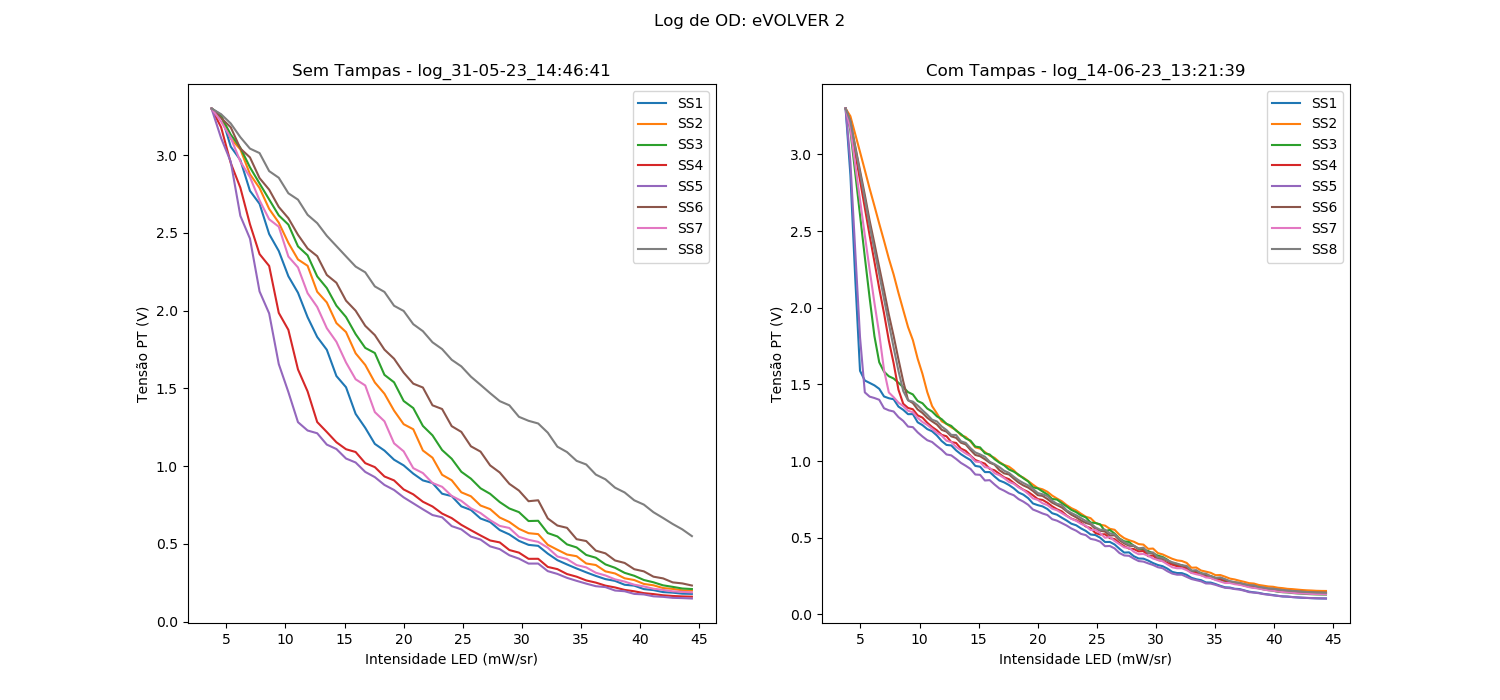 Log de OD: eVOLVER 2
Sem Tampas - log_31-05-23_14:46:41
SS1
SS2
SS3
SS4
SS5
SS6
SS7
SS8
3.0
2.5
2.0
1.5
1.0
0.5
0.0
Tensão PT (V)
5 10 15 20 25 30 35 40 45
Intensidade LED (mW/sr)
Com Tampas - log_14-06-23_13:21:39
SS1
SS2
SS3
SS4
SS5
SS6
SS7
SS8
3.0
2.5
2.0
1.5
1.0
0.5
0.0
Tensão PT (V)
5 10 15 20 25 30 35 40 45
Intensidade LED (mW/sr)